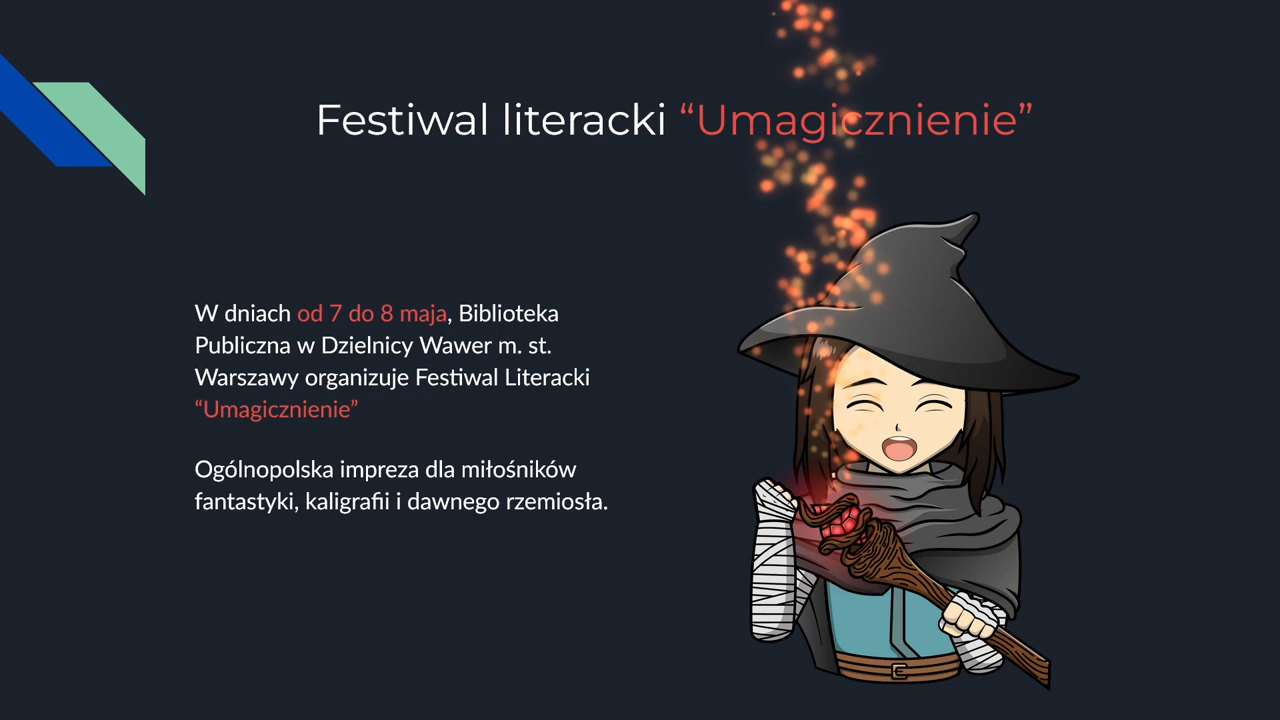 Festiwal literacki “Umagicznienie”
W dniach od 7 do 8 maja, Biblioteka
Publiczna w Dzielnicy Wawer m. st.
Warszawy organizuje Festiwal Literacki
“Umagicznienie”
Ogólnopolska impreza dla miłośników
fantastyki, kaligrafii i dawnego rzemiosła.